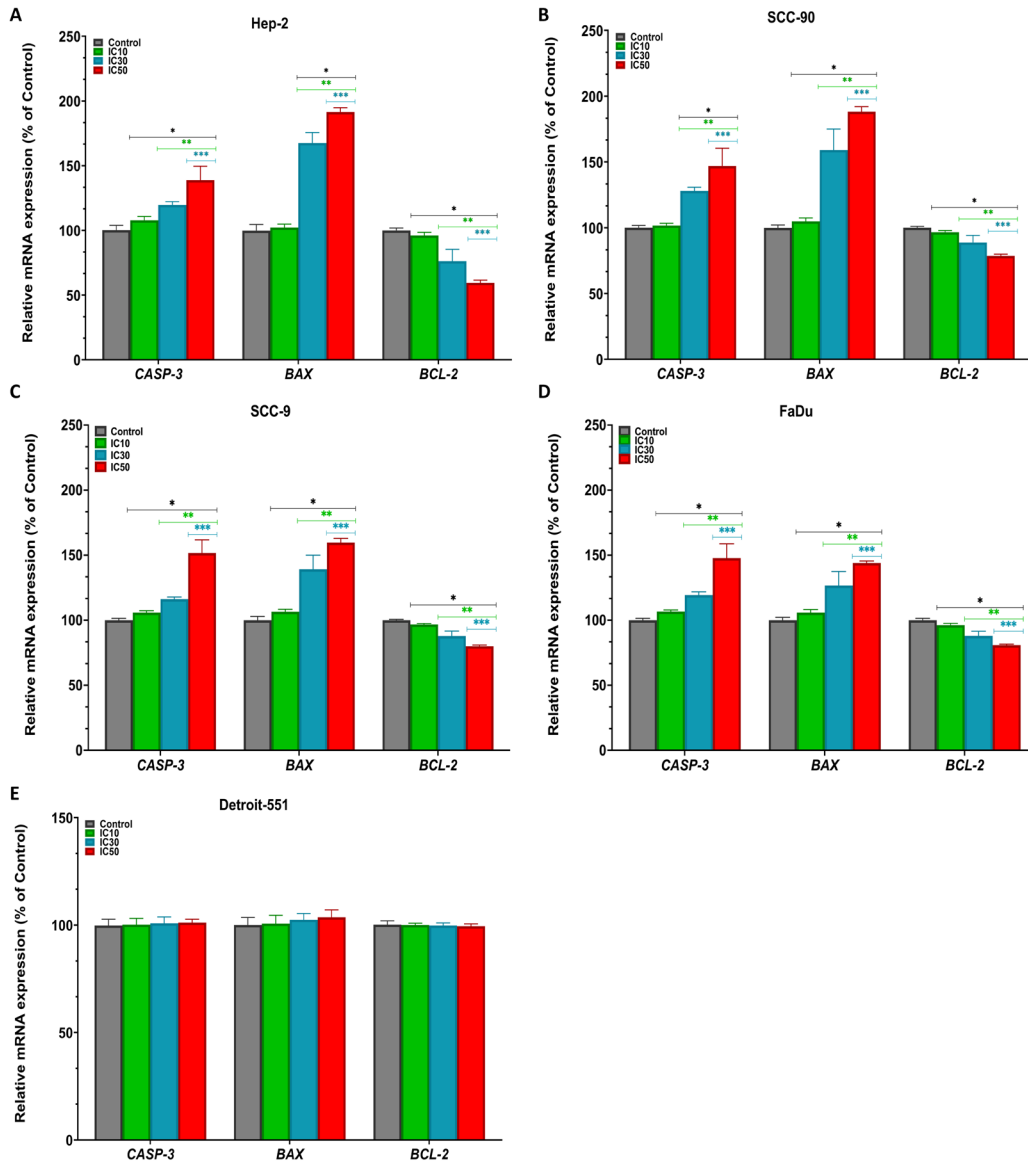 A
Hep-2
Relative mRNA expression (% of Control)
250
200
150
100
50
0
Control
IC10
IC30
IC50
*
**
***
*
**
***
*
**
***
CASP-3 BAX BCL-2
B
SCC-90
Relative mRNA expression (% of Control)
250
200
150
100
50
0
Control
IC10
IC30
IC50
*
**
***
*
**
***
*
**
***
CASP-3 BAX BCL-2
C
SCC-9
Relative mRNA expression (% of Control)
250
200
150
100
50
0
Control
IC10
IC30
IC50
*
**
***
*
**
***
*
**
***
CASP-3 BAX BCL-2
D
FaDu
Relative mRNA expression (% of Control)
250
200
150
100
50
0
Control
IC10
IC30
IC50
*
**
***
*
**
***
*
**
***
CASP-3 BAX BCL-2
E
Detroit-551
Relative mRNA expression (% of Control)
150
100
50
0
Control
IC10
IC30
IC50
CASP-3 BAX BCL-2